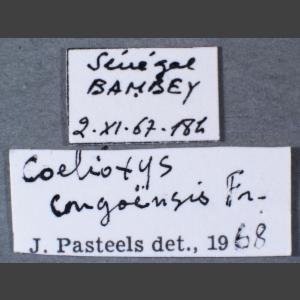 Sénégal
BAMBEY
2.XI.67.18h
Coelioxys
congoënsis Fr.
J. Pasteels det., 1968